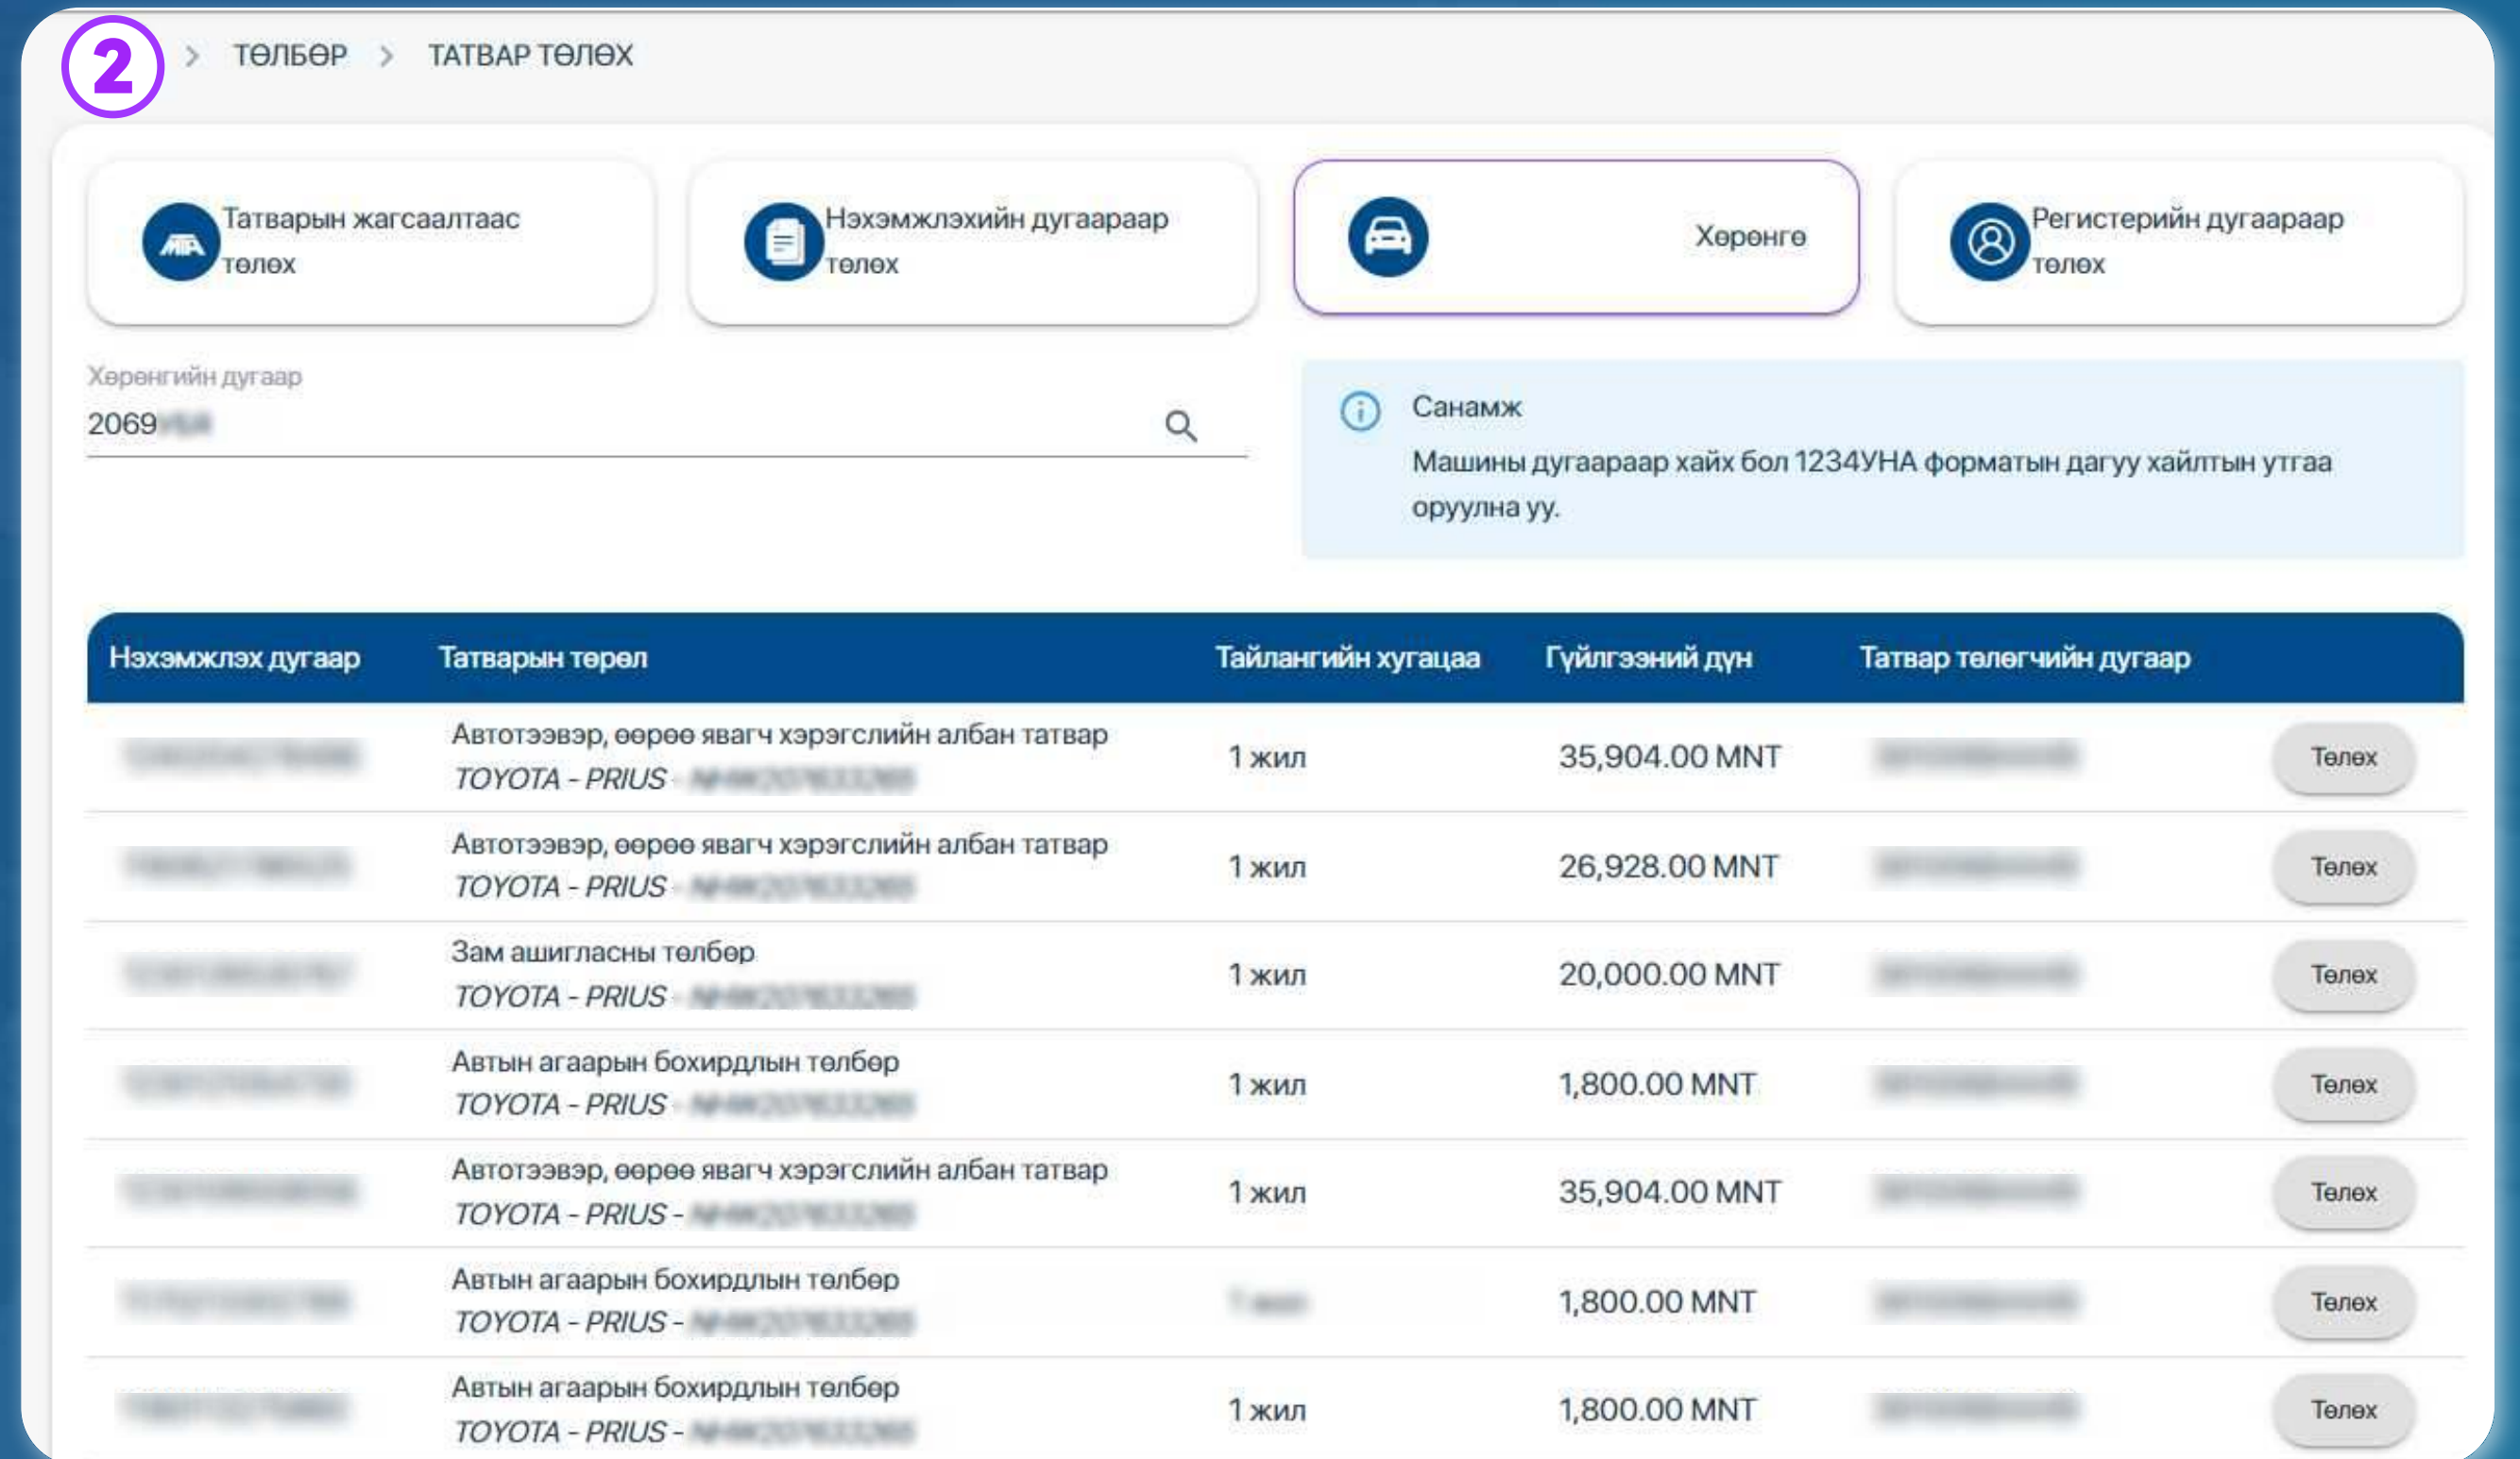 2 > ТӨЛБӨР > ТАТВАР ТӨЛӨХ
MTA
Татварын жагсаалтаас
төлөх
Нэхэмжлэхийн дугаараар
төлөх
Хөрөнгө
Регистерийн дугаараар
төлөх
Хөрөнгийн дугаар
2069
Санамж
Машины дугаараар хайх бол 1234УНА форматын дагуу хайлтын утгаа
оруулна уу.
Нэхэмжлэх дугаар Татварын төрөл Тайлангийн хугацаа Гүйлгээний дүн Татвар төлөгчийн дугаар
Автотээвэр, өөрөө явагч хэрэгслийн албан татвар
TOYOTA - PRIUS -
1 жил 35,904.00 MNT Төлөх
Автотээвэр, өөрөө явагч хэрэгслийн албан татвар
TOYOTA - PRIUS -
1 жил 26,928.00 MNT Төлөх
Зам ашигласны төлбөр
TOYOTA - PRIUS -
1 жил 20,000.00 MNT Төлөх
Автын агаарын бохирдлын төлбөр
TOYOTA - PRIUS -
1 жил 1,800.00 MNT Төлөх
Автотээвэр, өөрөө явагч хэрэгслийн албан татвар
TOYOTA - PRIUS -
1 жил 35,904.00 MNT Төлөх
Автын агаарын бохирдлын төлбөр
TOYOTA - PRIUS -
1,800.00 MNT Төлөх
Автын агаарын бохирдлын төлбөр
TOYOTA - PRIUS -
1 жил 1,800.00 MNT Төлөх